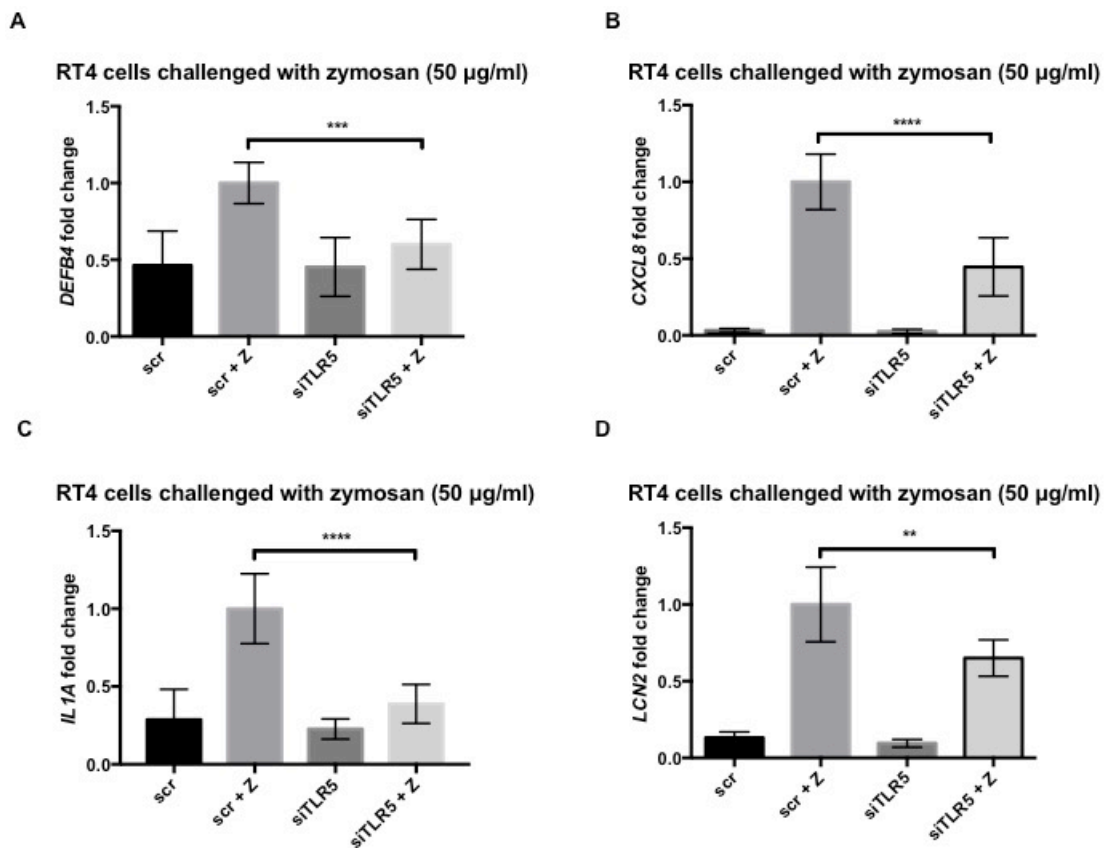 A
RT4 cells challenged with zymosan (50 µg/ml)
DEFB4 fold change
1.5
1.0
0.5
0.0
***
scr
scr + Z
siTLR5
siTLR5 + Z
B
RT4 cells challenged with zymosan (50 µg/ml)
CXCL8 fold change
1.5
1.0
0.5
0.0
****
scr
scr + Z
siTLR5
siTLR5 + Z
C
RT4 cells challenged with zymosan (50 µg/ml)
IL1A fold change
1.5
1.0
0.5
0.0
****
scr
scr + Z
siTLR5
siTLR5 + Z
D
RT4 cells challenged with zymosan (50 µg/ml)
LCN2 fold change
1.5
1.0
0.5
0.0
**
scr
scr + Z
siTLR5
siTLR5 + Z